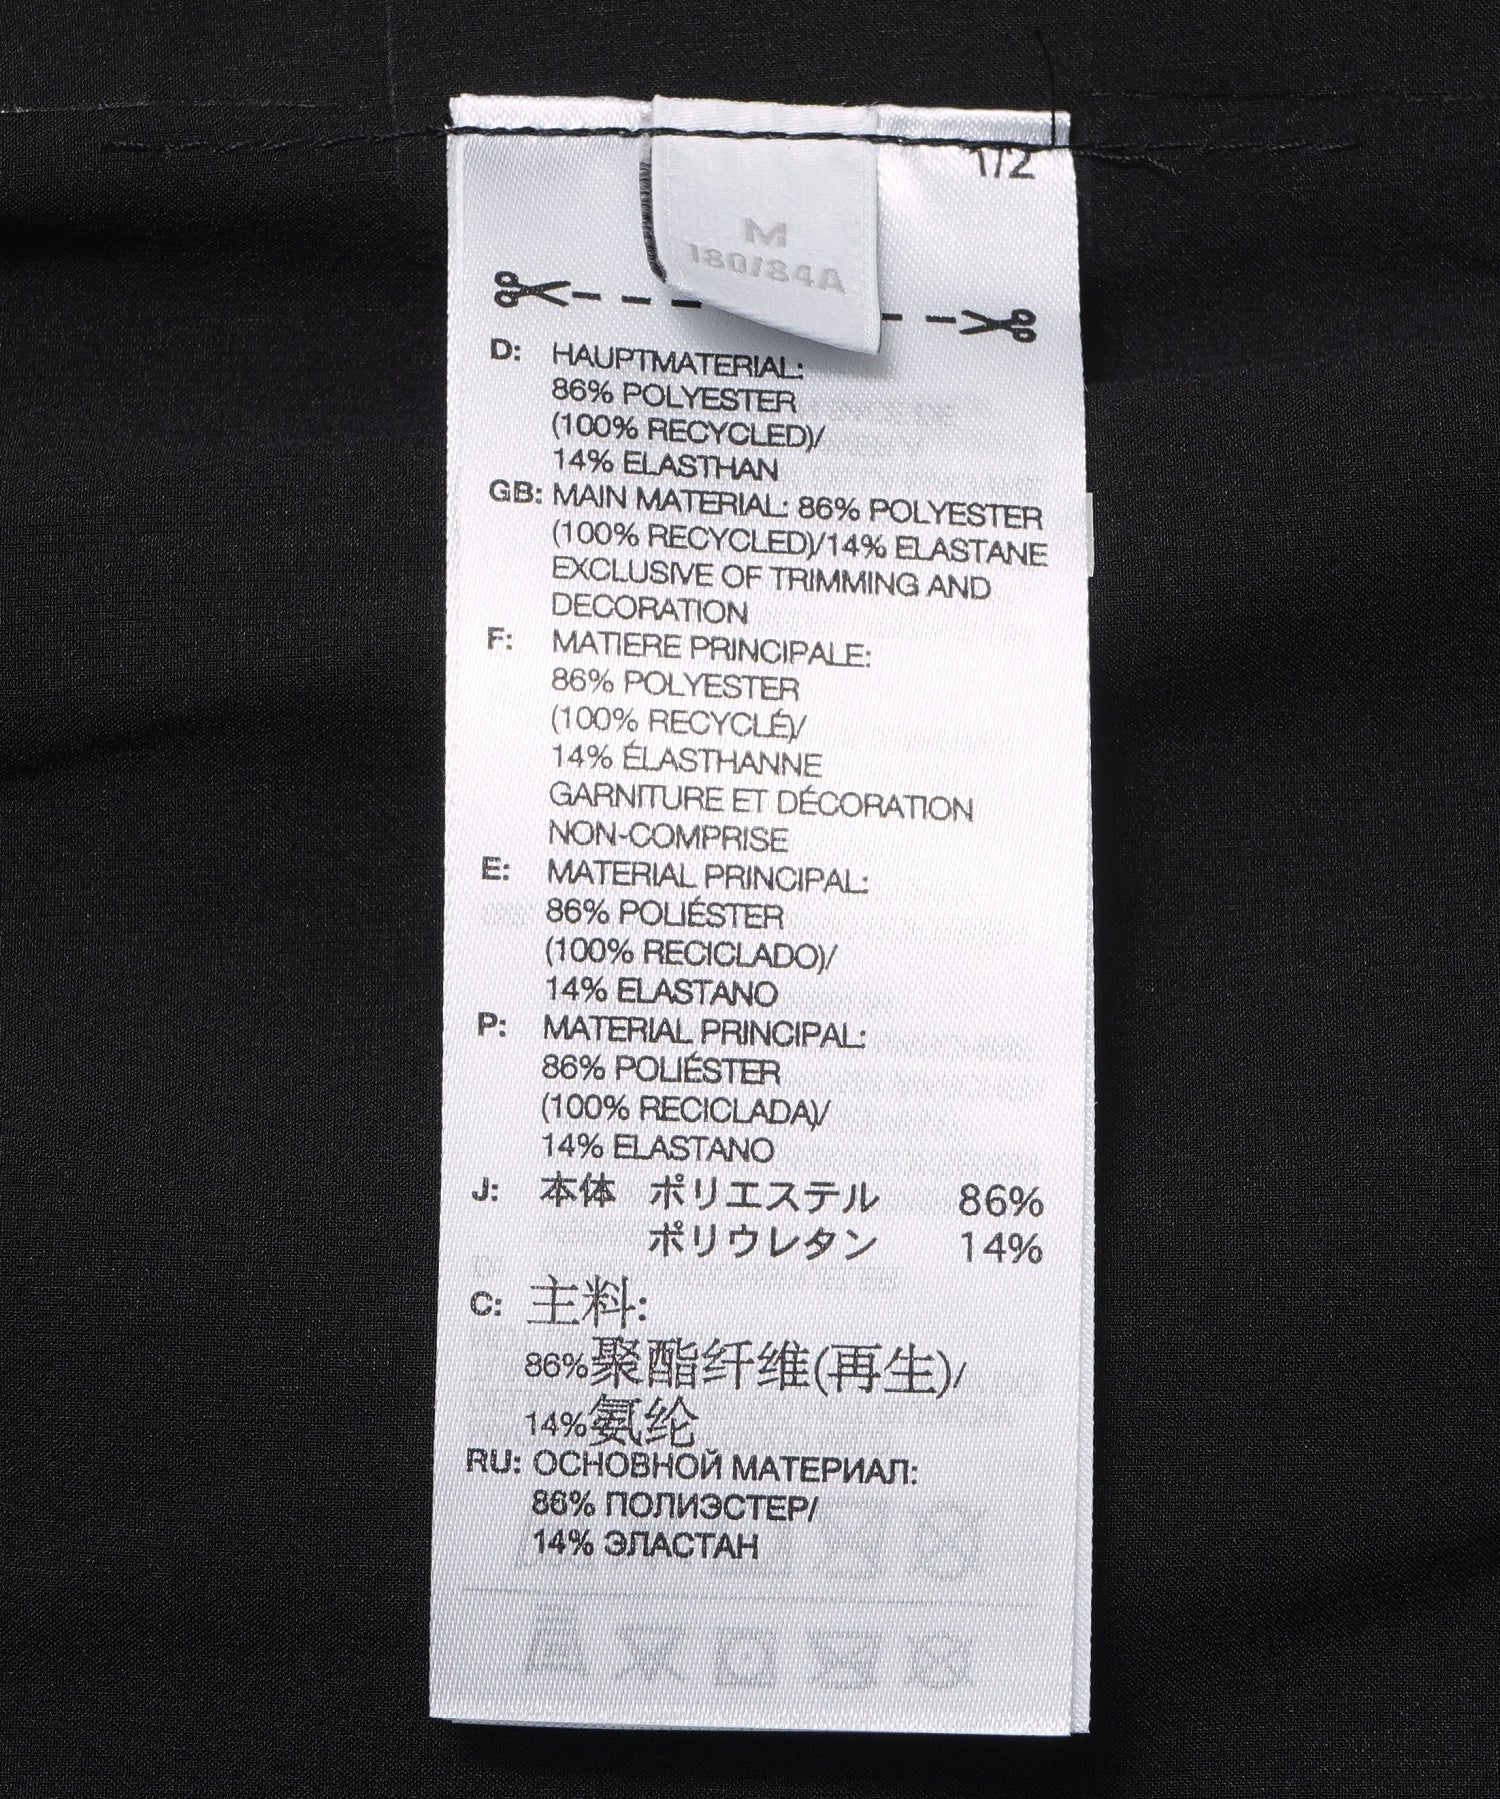 1/2
M
180/84A
D: HAUPTMATERIAL:
86% POLYESTER
(100% RECYCLED)/
14% ELASTHAN
GB: MAIN MATERIAL: 86% POLYESTER
(100% RECYCLED)/14% ELASTANE
EXCLUSIVE OF TRIMMING AND
DECORATION
F: MATIERE PRINCIPALE:
86% POLYESTER
(100% RECYCLÉ)/
14% ÉLASTHANNE
GARNITURE ET DÉCORATION
NON-COMPRISE
E: MATERIAL PRINCIPAL:
86% POLIÉSTER
(100% RECICLADO)/
14% ELASTANO
P: MATERIAL PRINCIPAL:
86% POLIÉSTER
(100% RECICLADA)/
14% ELASTANO
J: 本体 ポリエステル 86%
ポリウレタン 14%
C: 主料:
86%聚酯纤维(再生)/
14%氨纶
RU: ОСНОВНОЙ МАТЕРИАЛ:
86% ПОЛИЭСТЕР/
14% ЭЛАСТАН